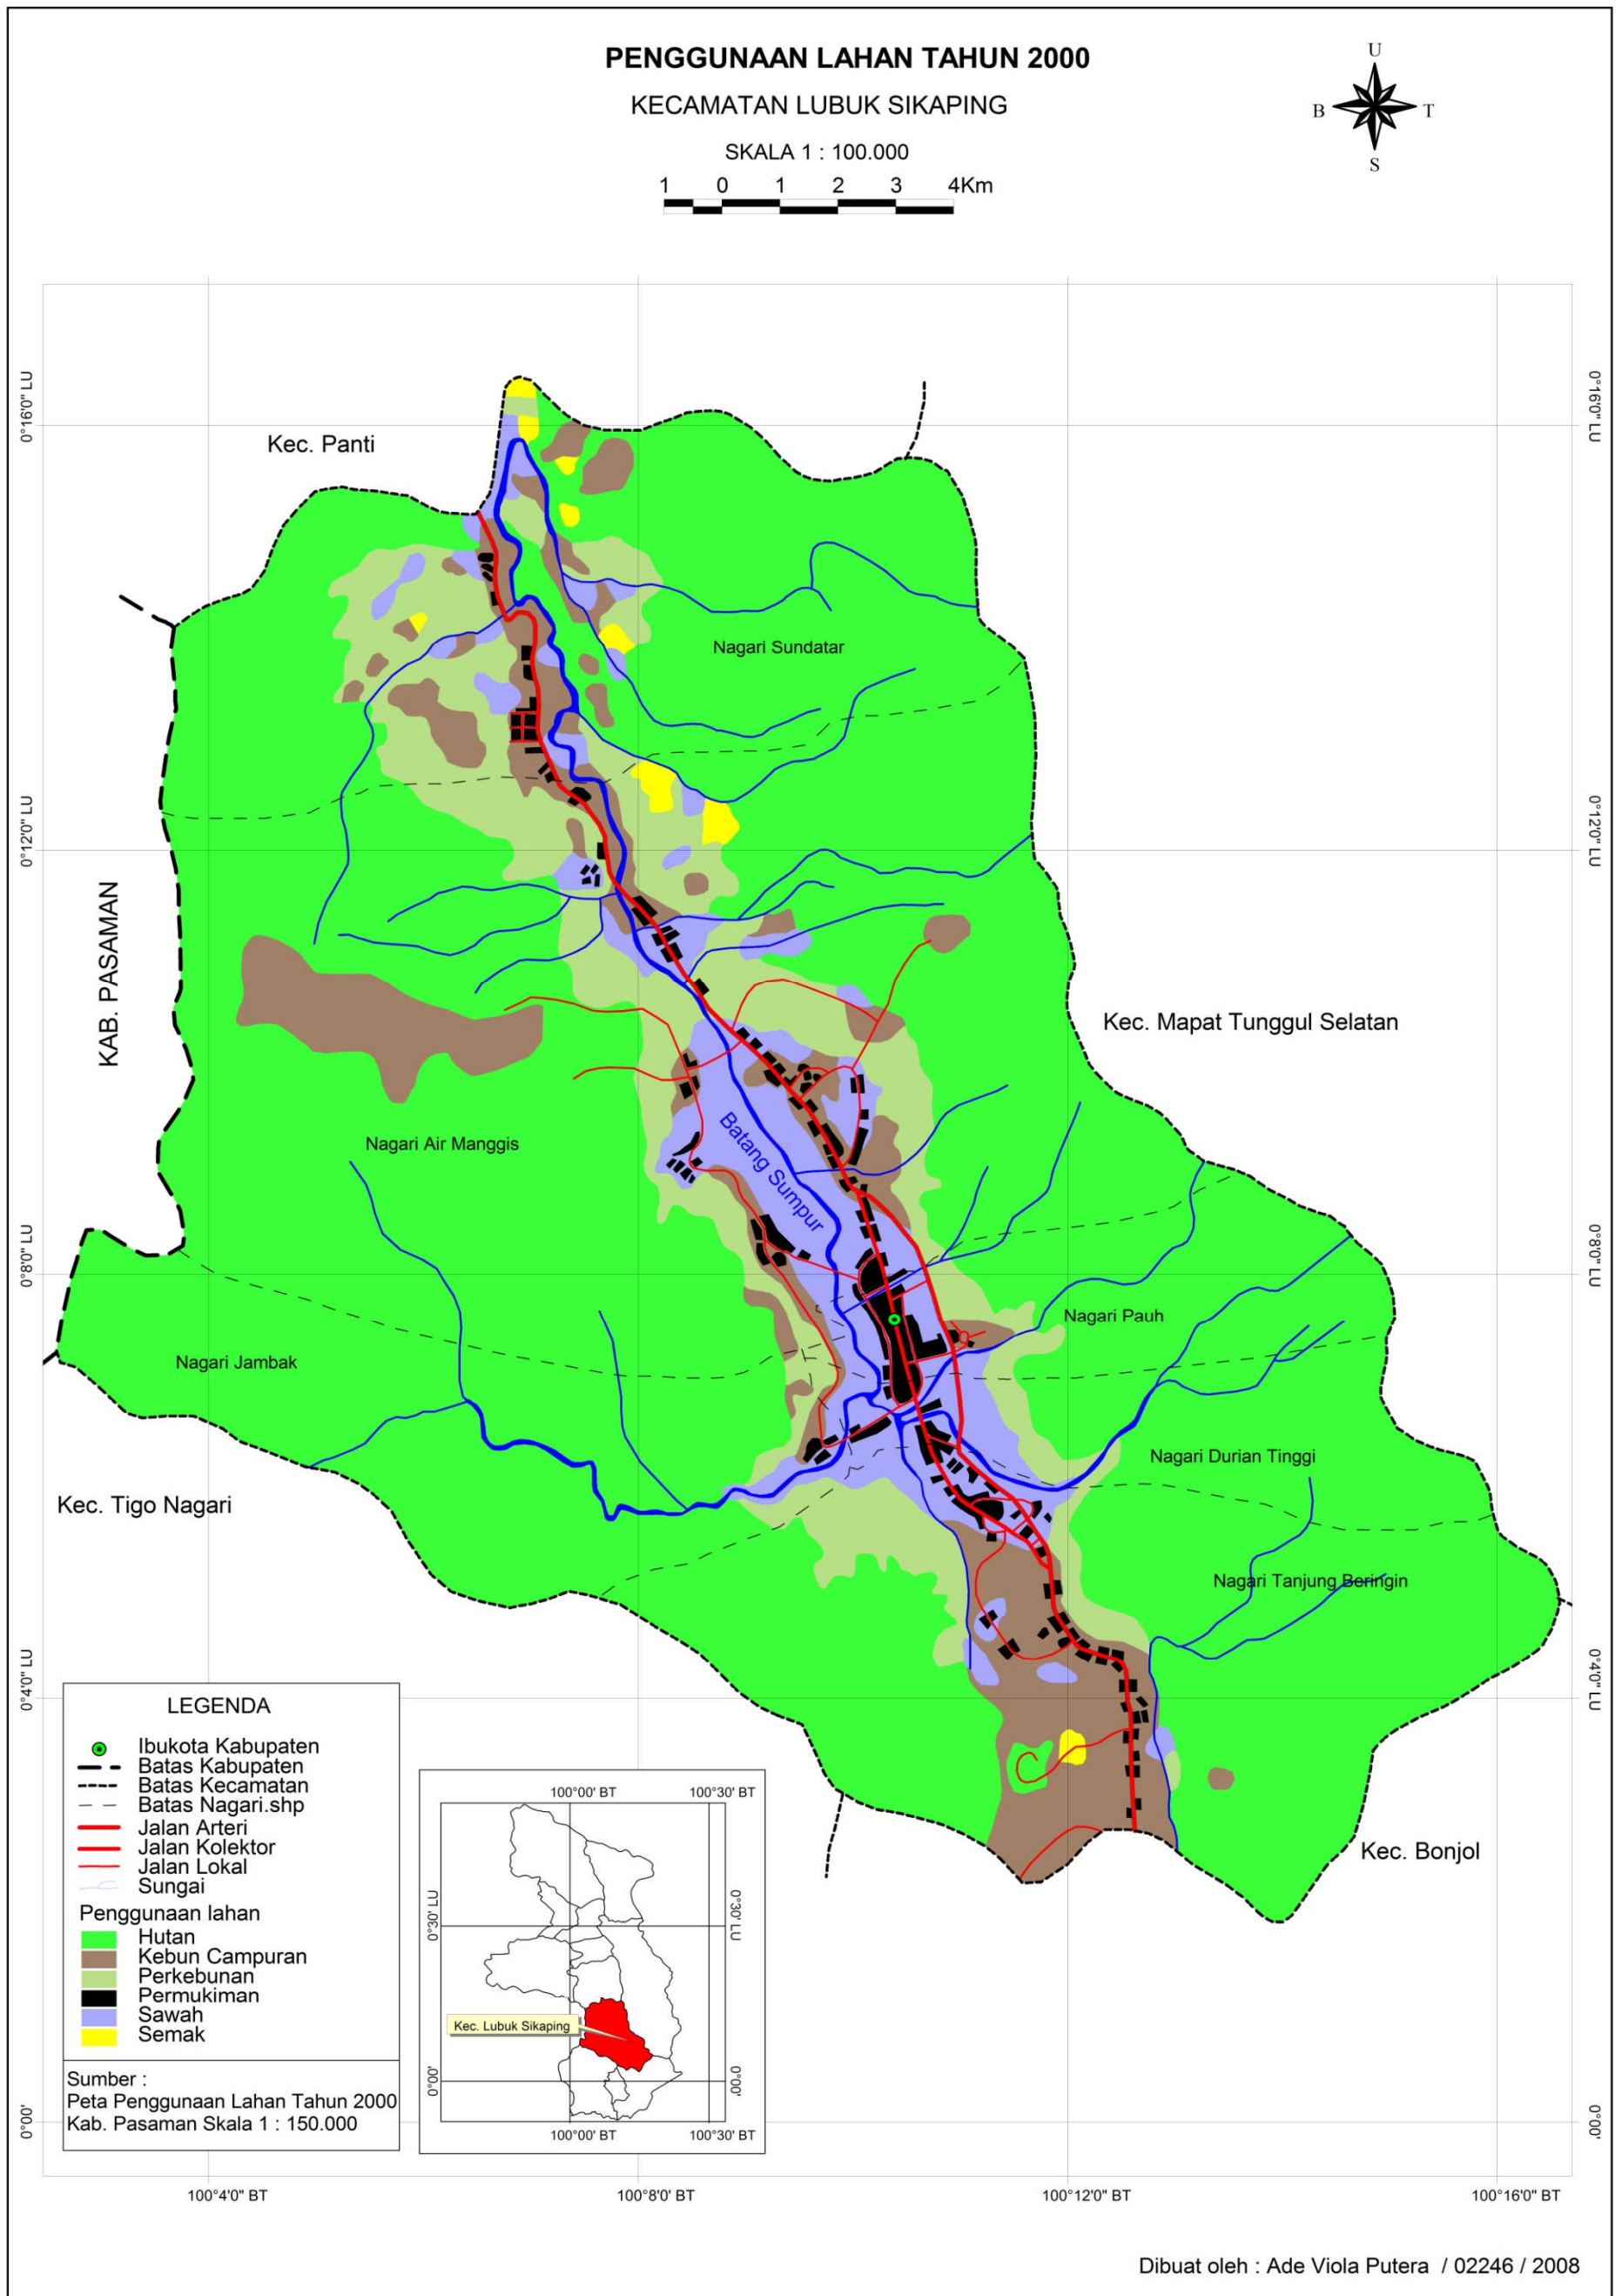 PENGGUNAAN LAHAN TAHUN 2000
KECAMATAN LUBUK SIKAPING
SKALA 1 : 100.000
1 0 1 2 3 4Km
U
B T
S
0°16'0" LU
0°16'0" LU
Kec. Panti
Nagari Sundatar
0°12'0" LU
0°12'0" LU
KAB. PASAMAN
Kec. Mapat Tunggul Selatan
Nagari Air Manggis
Batang Sumpur
0°8'0" LU
0°8'0" LU
Nagari Pauh
Nagari Jambak
Nagari Durian Tinggi
Kec. Tigo Nagari
Nagari Tanjung Beringin
0°4'0" LU
0°4'0" LU
Kec. Bonjol
LEGENDA
Ibukota Kabupaten
Batas Kabupaten
Batas Kecamatan
Batas Nagari.shp
Jalan Arteri
Jalan Kolektor
Jalan Lokal
Sungai
Penggunaan lahan
Hutan
Kebun Campuran
Perkebunan
Permukiman
Sawah
Semak
Sumber :
Peta Penggunaan Lahan Tahun 2000
Kab. Pasaman Skala 1 : 150.000
100°00' BT 100°30' BT
0°30' LU
0°30' LU
Kec. Lubuk Sikaping
0°00'
0°00'
100°00' BT 100°30' BT
0°00'
0°00'
100°4'0" BT 100°8'0" BT 100°12'0" BT 100°16'0" BT
Dibuat oleh : Ade Viola Putera / 02246 / 2008